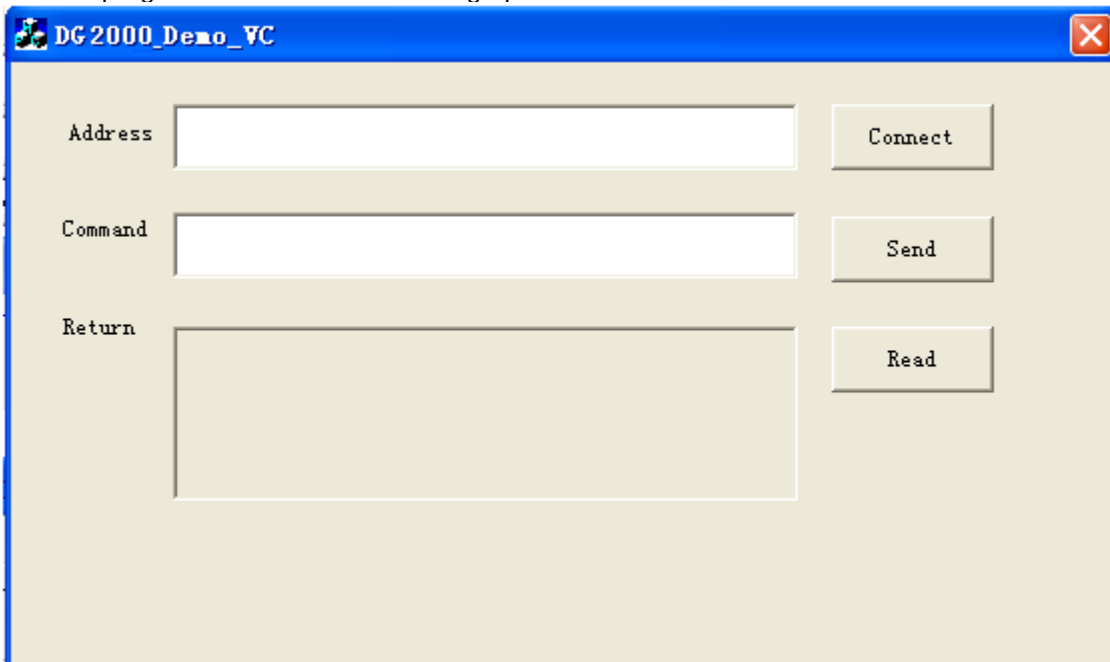 DG2000_Demo_VC
Address
Connect
Command
Send
Return
Read